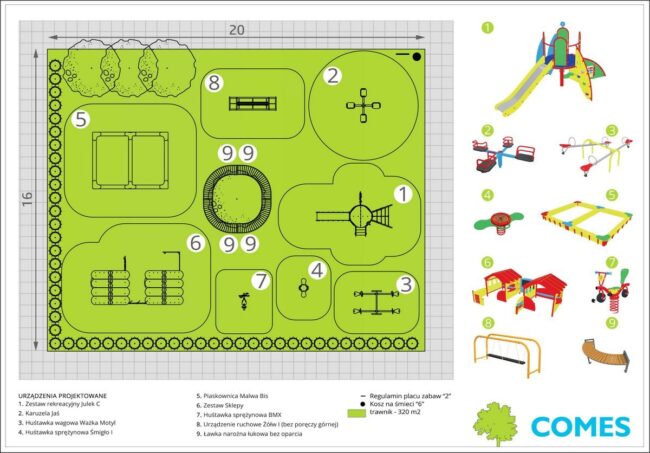 20
16
8
2
5
9 9
1
9 9
6
7
4
3
1
2
3
4
5
6
7
8
9
URZĄDZENIA PROJEKTOWANE
1. Zestaw rekreacyjny Julek C
2. Karuzela Jaś
3. Huśtawka wagowa Ważka Motyl
4. Huśtawka sprężynowa Śmigło I
5. Piaskownica Malwa Bis
6. Zestaw Sklepy
7. Huśtawka sprężynowa BMX
8. Urządzenie ruchowe Żółw I (bez poręczy górnej)
9. Ławka narożna łukowa bez oparcia
Regulamin placu zabaw "2"
Kosz na śmieci "6"
trawnik - 320 m2
COMES